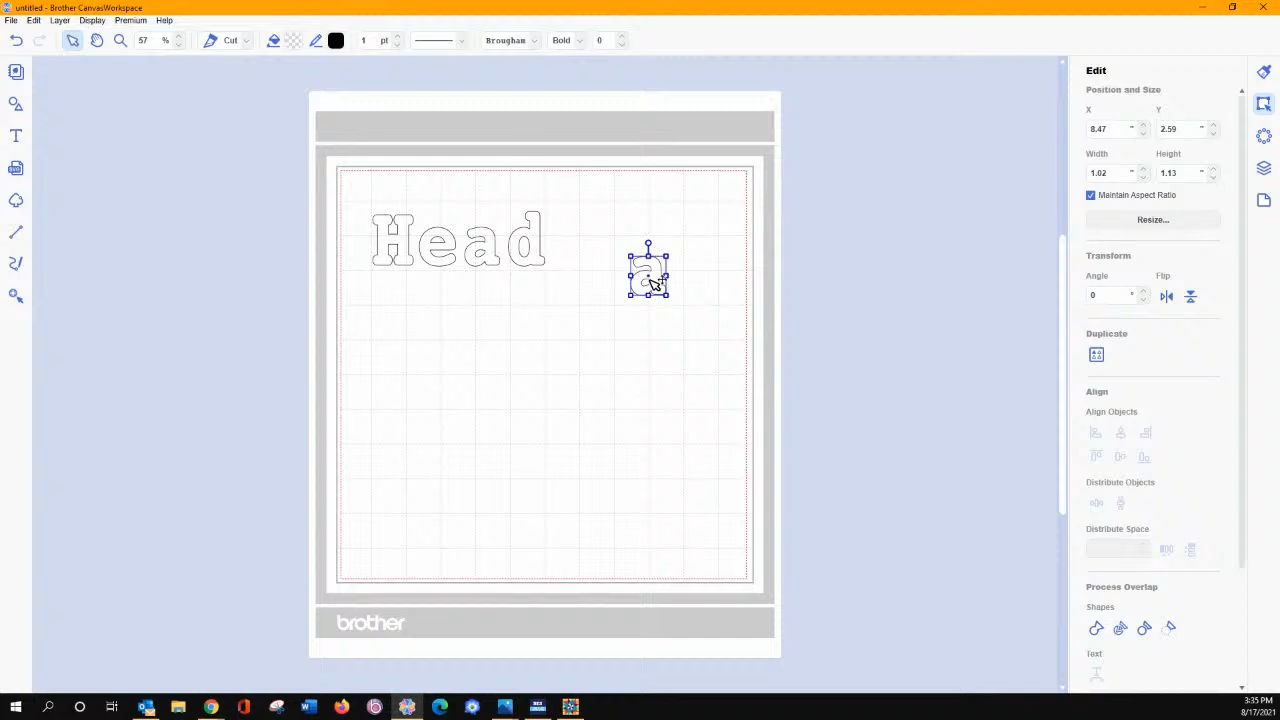 untitled - Brother CanvasWorkspace
File Edit Layer Display Premium Help
57 % Cut 1 pt Brougham Bold 0
Edit
Position and Size
X Y
8.47 " 2.59 "
Width Height
1.02 " 1.13 "
Maintain Aspect Ratio
Resize...
Transform
Angle Flip
0 °
Duplicate
Align
Align Objects
Distribute Objects
Distribute Space
Process Overlap
Shapes
Text
Head
a
brother
3:35 PM
8/17/2021